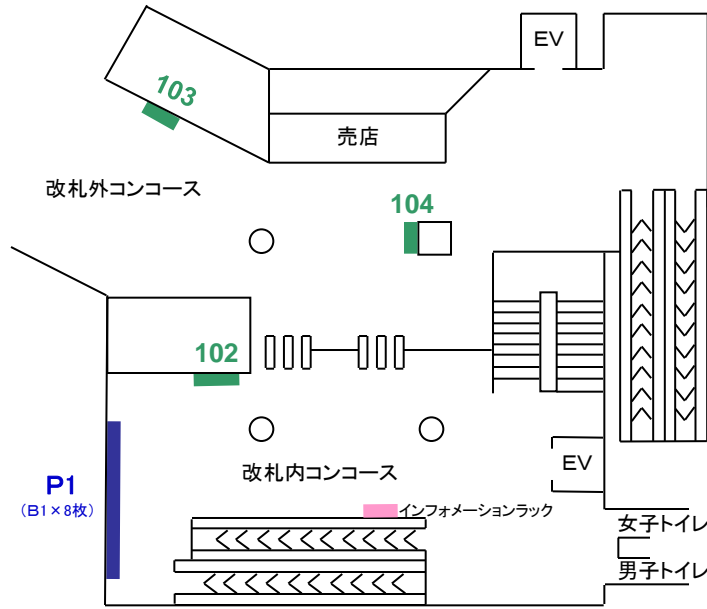 EV
103
売店
改札外コンコース
104
102
改札内コンコース
EV
P1
(B1×8枚)
インフォメーションラック
女子トイレ
男子トイレ